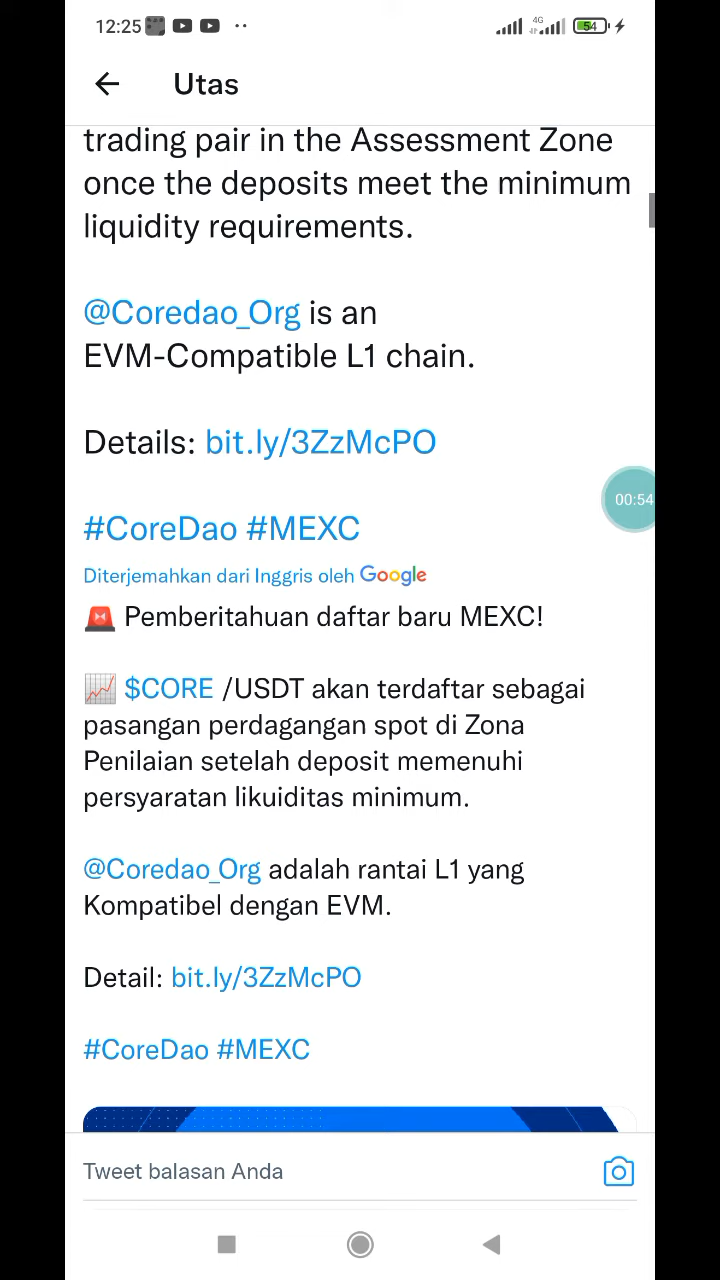 12:25
4G
54
Utas
trading pair in the Assessment Zone
once the deposits meet the minimum
liquidity requirements.
@Coredao_Org is an
EVM-Compatible L1 chain.
Details: bit.ly/3ZzMcPO
00:54
#CoreDao #MEXC
Diterjemahkan dari Inggris oleh Google
Pemberitahuan daftar baru MEXC!
$CORE /USDT akan terdaftar sebagai
pasangan perdagangan spot di Zona
Penilaian setelah deposit memenuhi
persyaratan likuiditas minimum.
@Coredao_Org adalah rantai L1 yang
Kompatibel dengan EVM.
Detail: bit.ly/3ZzMcPO
#CoreDao #MEXC
Tweet balasan Anda